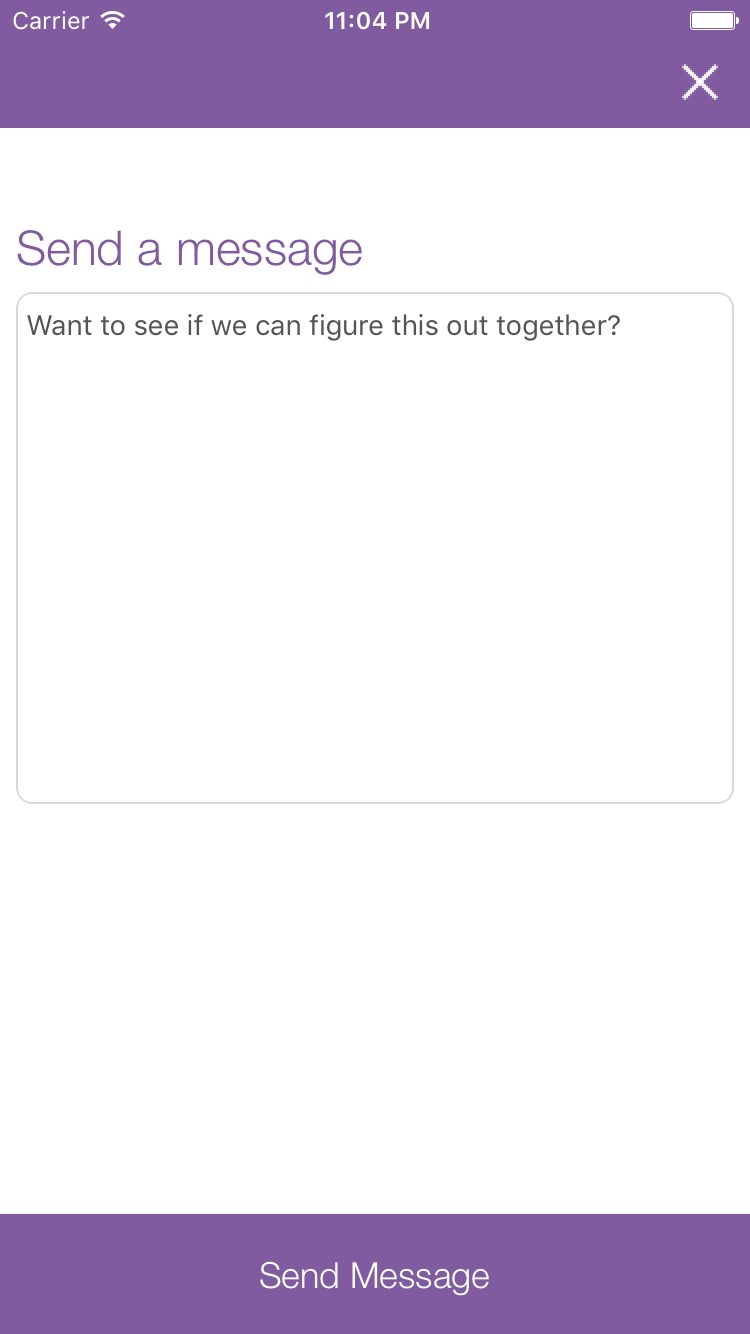 Carrier 11:04 PM
Send a message
Want to see if we can figure this out together?
Send Message